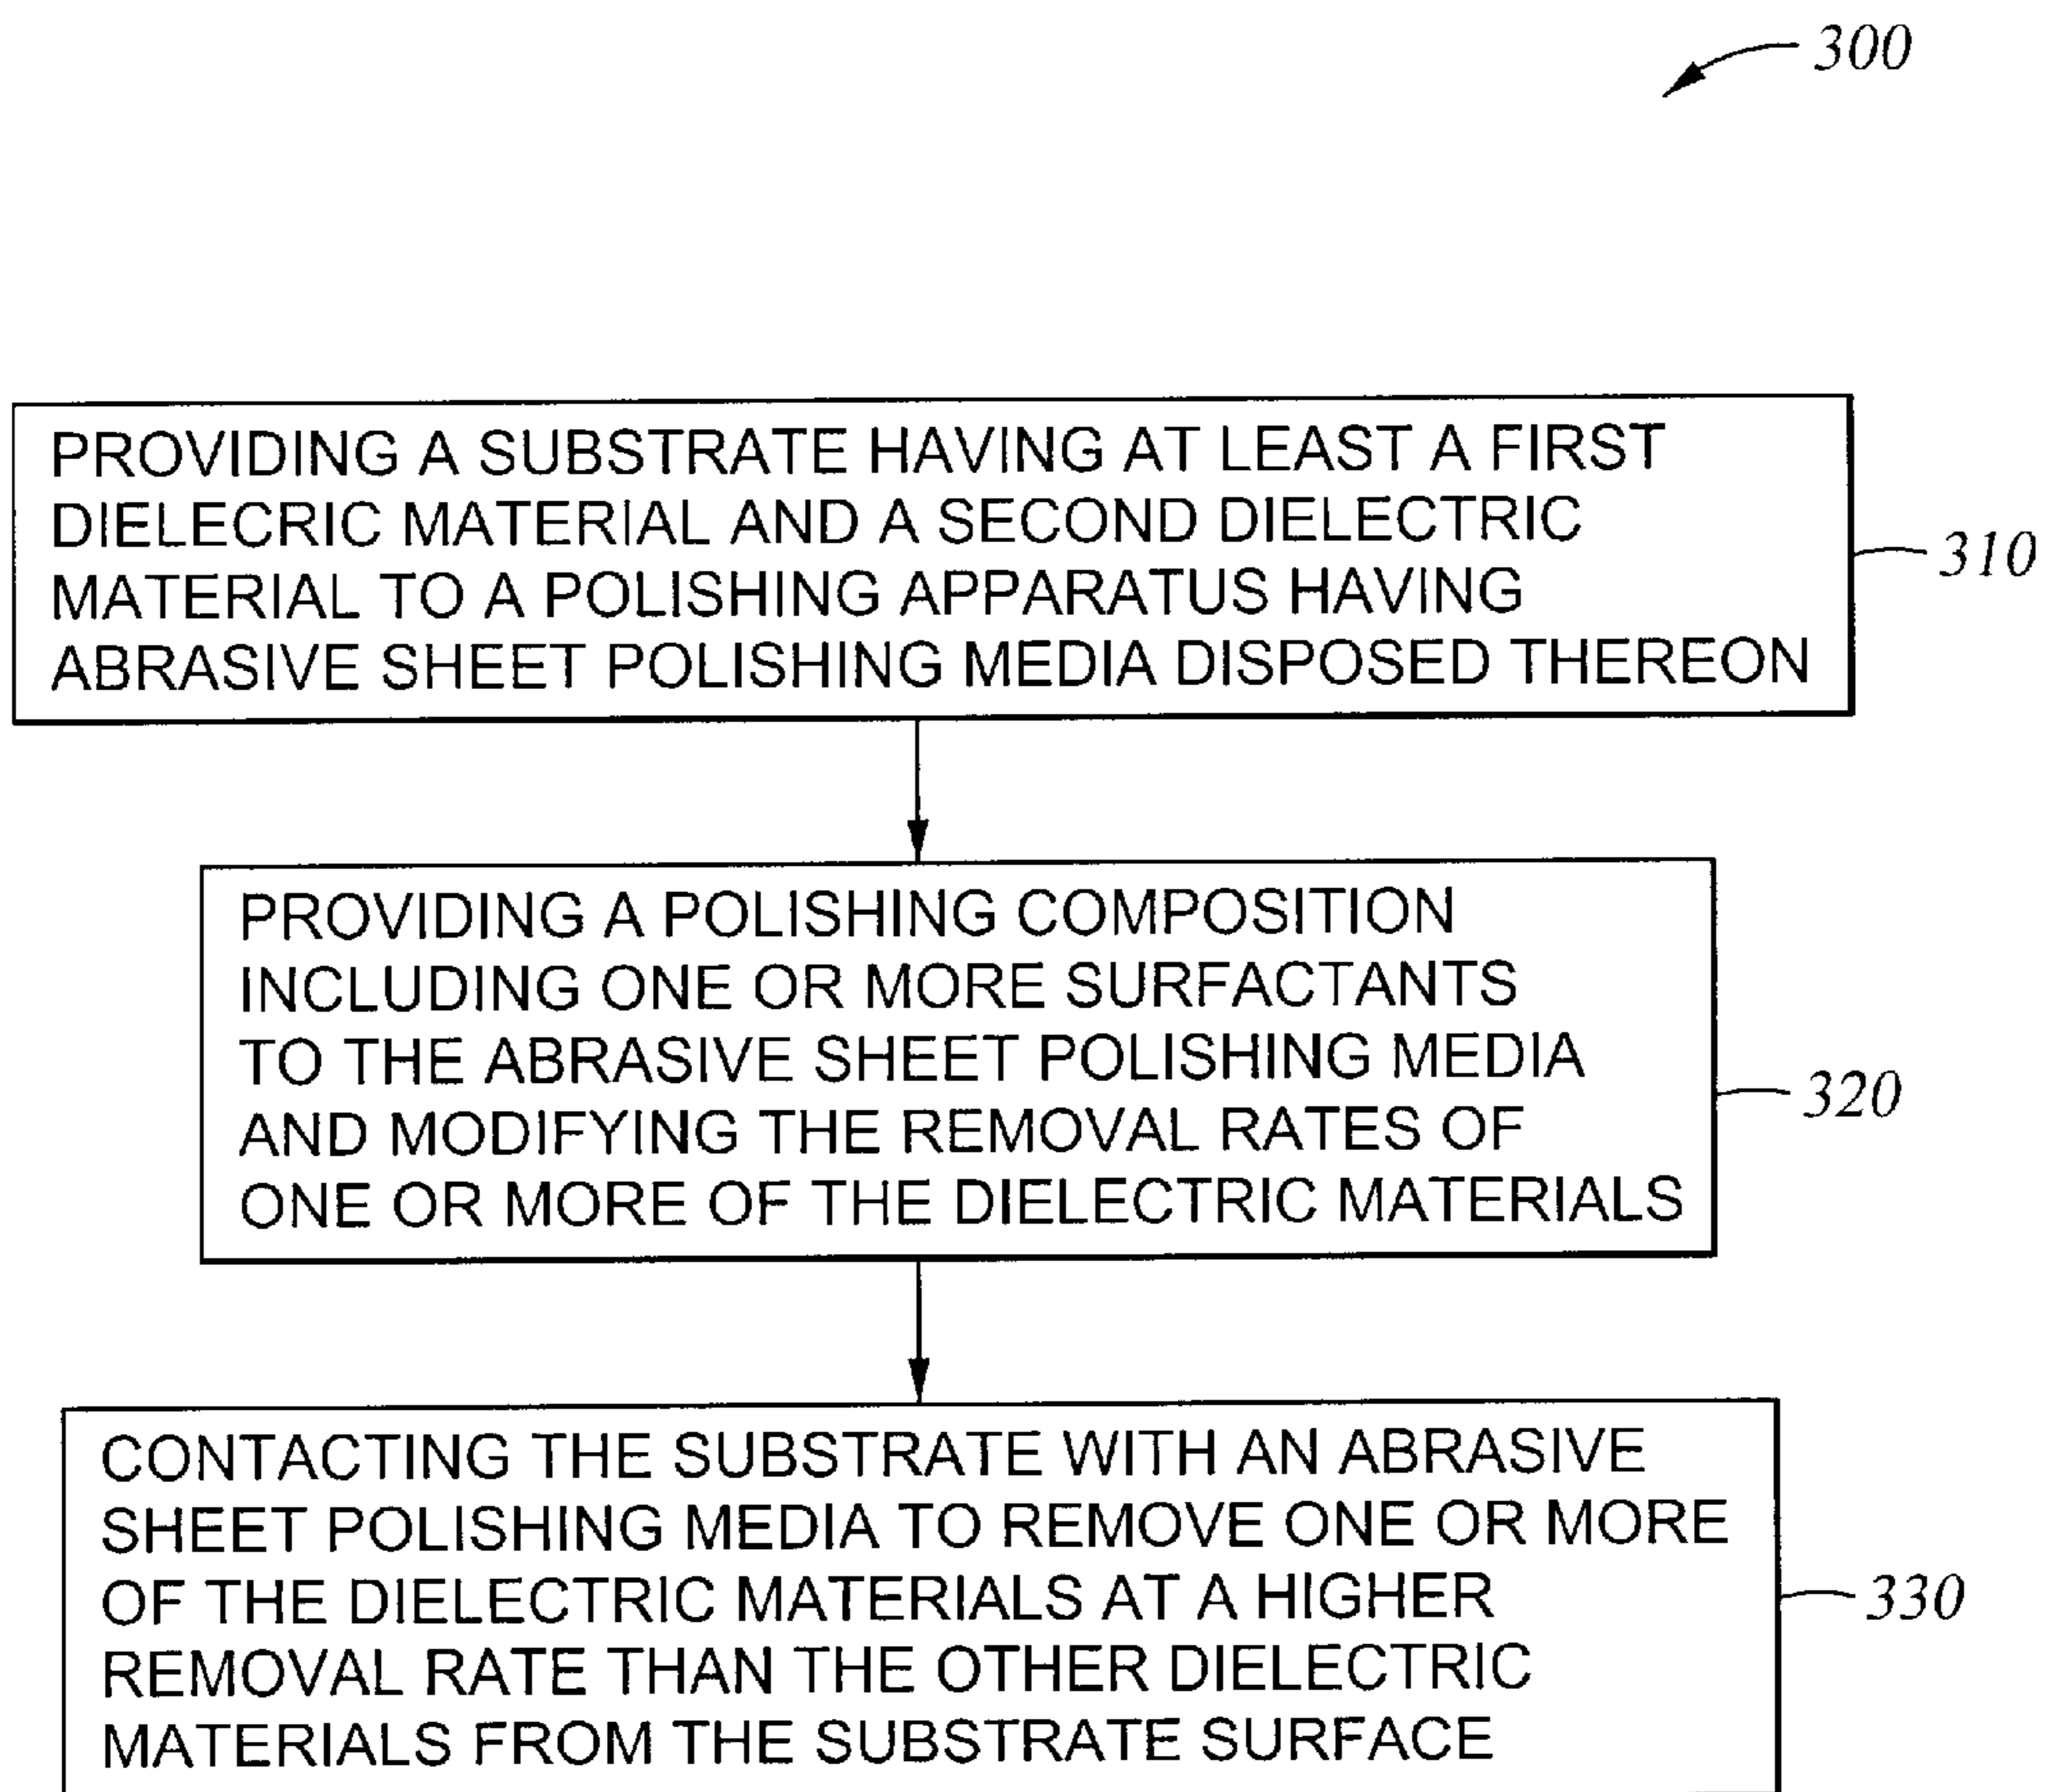 300
PROVIDING A SUBSTRATE HAVING AT LEAST A FIRST
DIELECRIC MATERIAL AND A SECOND DIELECTRIC
MATERIAL TO A POLISHING APPARATUS HAVING
ABRASIVE SHEET POLISHING MEDIA DISPOSED THEREON
310
PROVIDING A POLISHING COMPOSITION
INCLUDING ONE OR MORE SURFACTANTS
TO THE ABRASIVE SHEET POLISHING MEDIA
AND MODIFYING THE REMOVAL RATES OF
ONE OR MORE OF THE DIELECTRIC MATERIALS
320
CONTACTING THE SUBSTRATE WITH AN ABRASIVE
SHEET POLISHING MEDIA TO REMOVE ONE OR MORE
OF THE DIELECTRIC MATERIALS AT A HIGHER
REMOVAL RATE THAN THE OTHER DIELECTRIC
MATERIALS FROM THE SUBSTRATE SURFACE
330